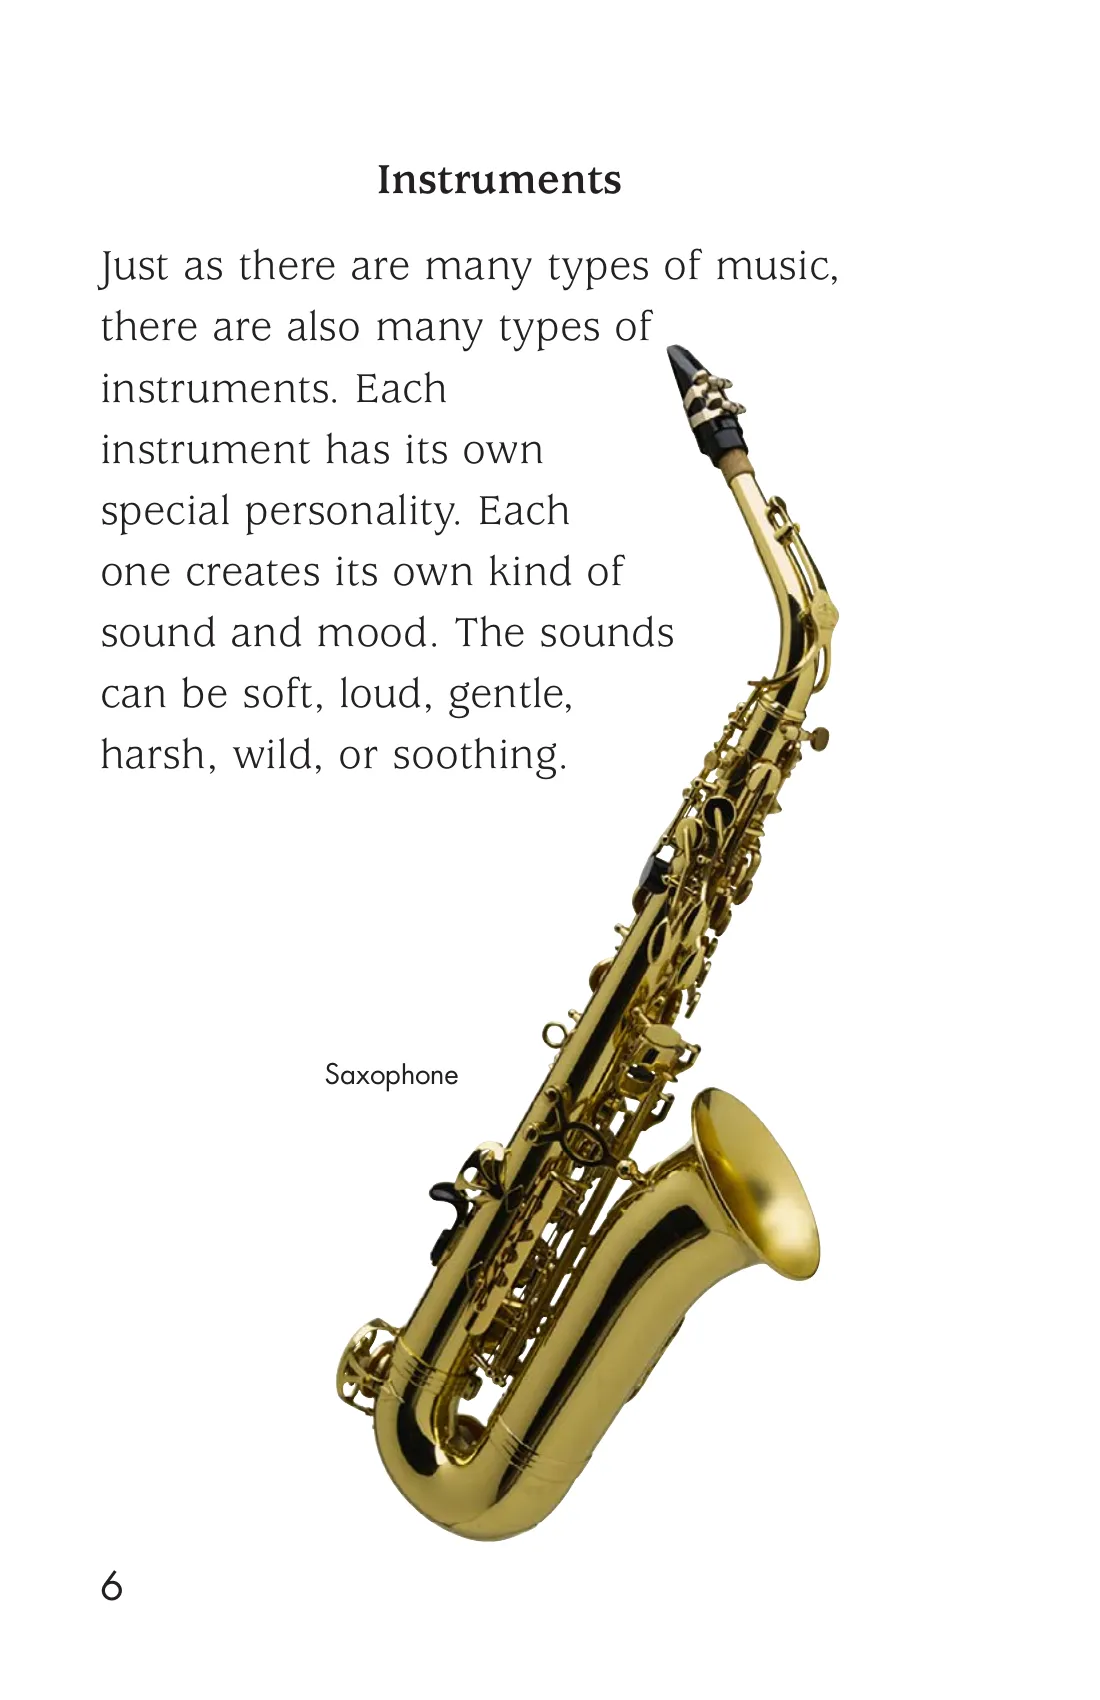 Instruments
Just as there are many types of music,
there are also many types of
instruments. Each
instrument has its own
special personality. Each
one creates its own kind of
sound and mood. The sounds
can be soft, loud, gentle,
harsh, wild, or soothing.
Saxophone
6